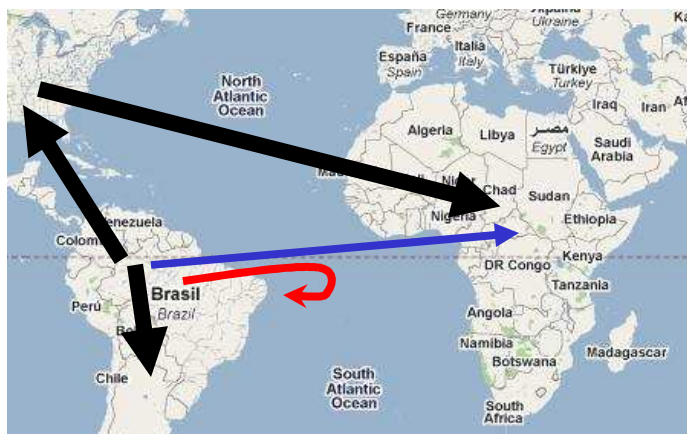 Germany
Ukraine
France
España
Spain
Italia
Italy
Türkiye
Turkey
North
Atlantic
Ocean
Iraq
Iran
Algeria
Libya
مصر
Egypt
Saudi
Arabia
Chad
Sudan
Nigeria
Ethiopia
Venezuela
Kenya
DR Congo
Tanzania
Brasil
Brazil
Perú
Angola
Namibia
Botswana
Madagascar
Chile
South
Atlantic
Ocean
South
Africa